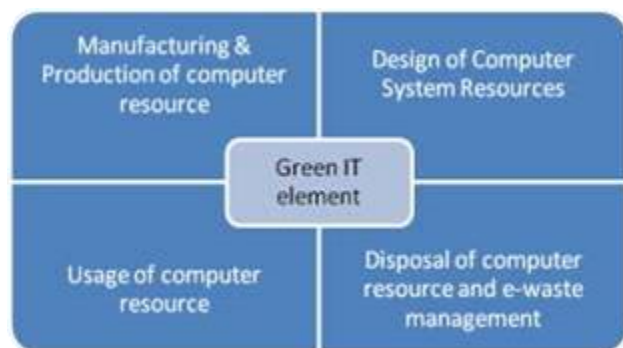 Manufacturing &
Production of computer
resource
Design of Computer
System Resources
Green IT
element
Usage of computer
resource
Disposal of computer
resource and e-waste
management